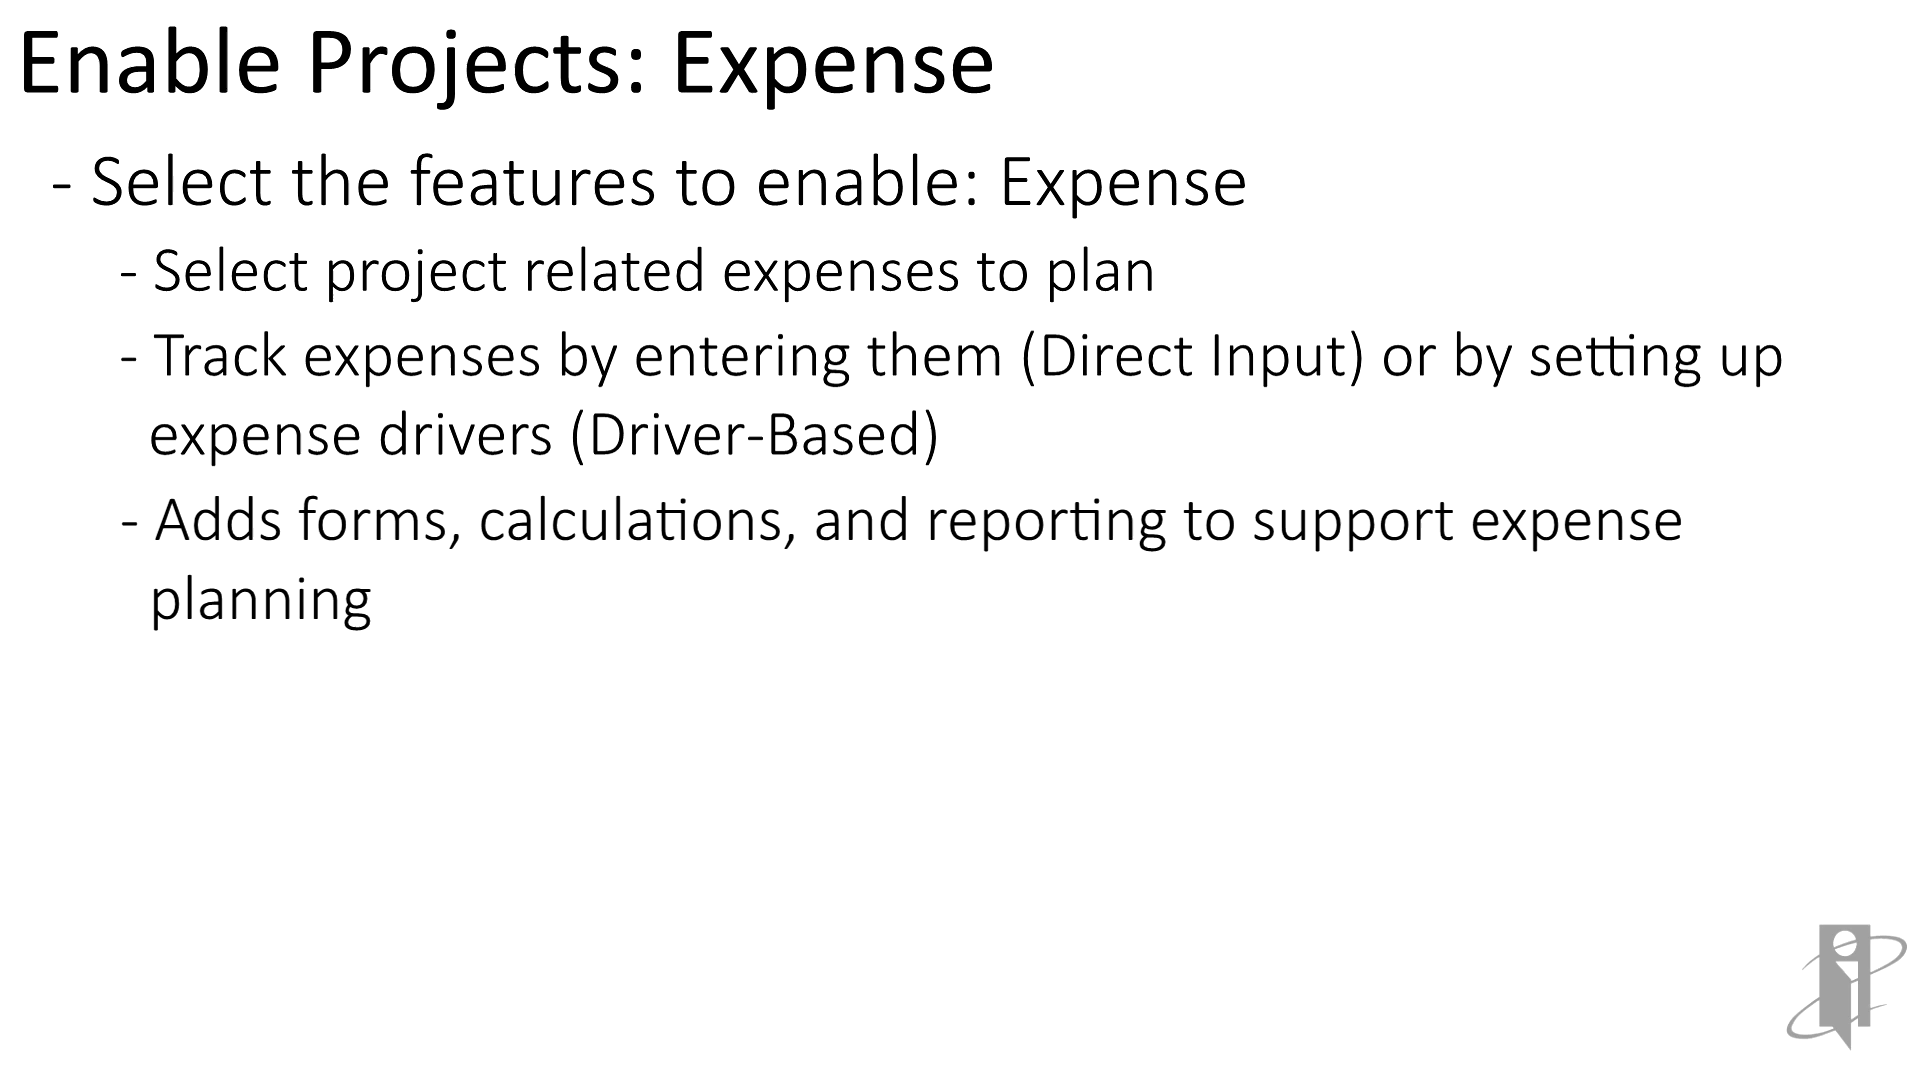 Enable Projects: Expense
- Select the features to enable: Expense
- Select project related expenses to plan
- Track expenses by entering them (Direct Input) or by setting up
expense drivers (Driver-Based)
- Adds forms, calculations, and reporting to support expense
planning